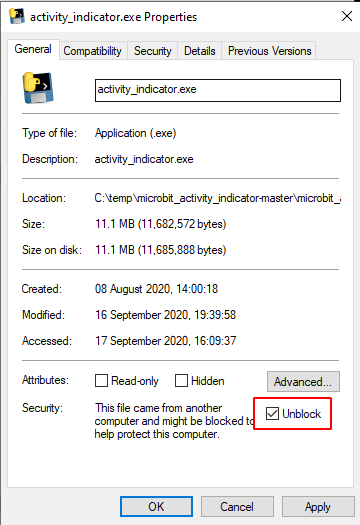 activity_indicator.exe Properties
General Compatibility Security Details Previous Versions
activity_indicator.exe
Type of file: Application (.exe)
Description: activity_indicator.exe
Location: C:\temp\microbit_activity_indicator-master\microbit_a
Size: 11.1 MB (11,682,572 bytes)
Size on disk: 11.1 MB (11,685,888 bytes)
Created: 08 August 2020, 14:00:18
Modified: 16 September 2020, 19:39:58
Accessed: 17 September 2020, 16:09:37
Attributes: Read-only Hidden Advanced...
Security: This file came from another
computer and might be blocked to
help protect this computer.
Unblock
OK Cancel Apply